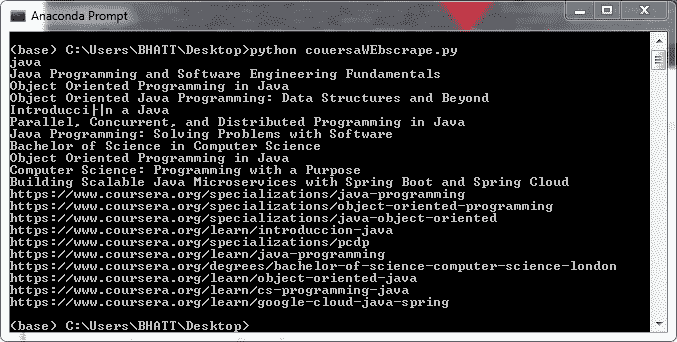 Anaconda Prompt
(base) C:\Users\BHATT\Desktop>python couersaWEbscrape.py
java
Java Programming and Software Engineering Fundamentals
Object Oriented Programming in Java
Object Oriented Java Programming: Data Structures and Beyond
Introducci├│n a Java
Parallel, Concurrent, and Distributed Programming in Java
Java Programming: Solving Problems with Software
Bachelor of Science in Computer Science
Object Oriented Programming in Java
Computer Science: Programming with a Purpose
Building Scalable Java Microservices with Spring Boot and Spring Cloud
https://www.coursera.org/specializations/java-programming
https://www.coursera.org/specializations/object-oriented-programming
https://www.coursera.org/specializations/java-object-oriented
https://www.coursera.org/learn/introduccion-java
https://www.coursera.org/specializations/pcdp
https://www.coursera.org/learn/java-programming
https://www.coursera.org/degrees/bachelor-of-science-computer-science-london
https://www.coursera.org/learn/object-oriented-java
https://www.coursera.org/learn/cs-programming-java
https://www.coursera.org/learn/google-cloud-java-spring
(base) C:\Users\BHATT\Desktop>